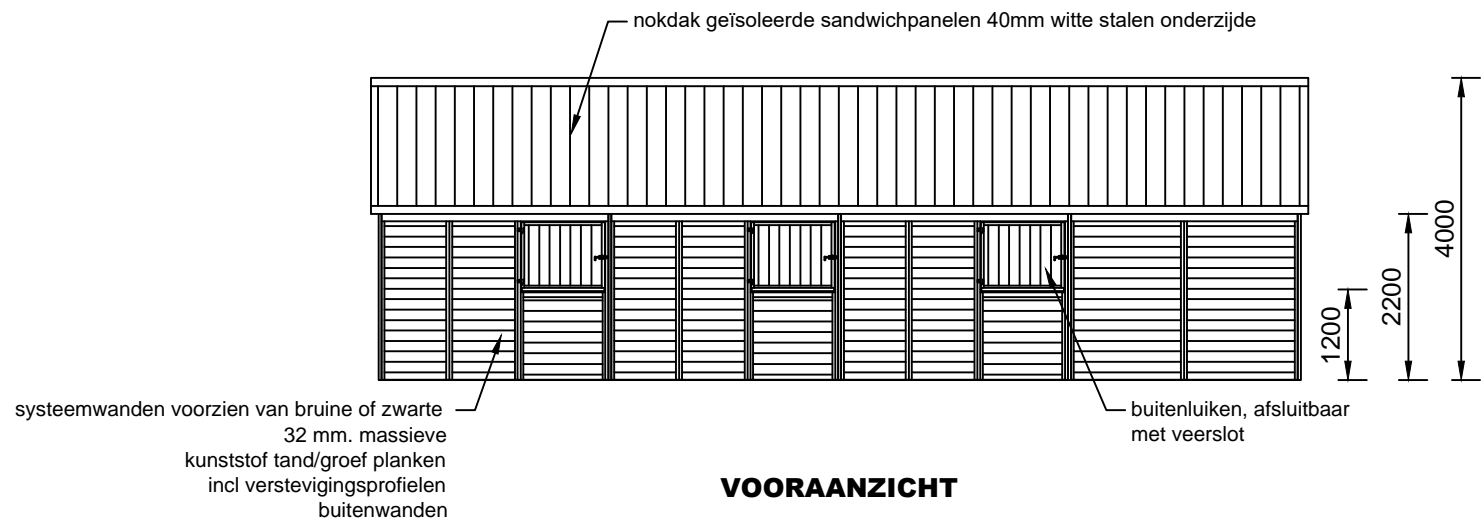 nokdak geïsoleerde sandwichpanelen 40mm witte stalen onderzijde
4000
2200
1200
systeemwanden voorzien van bruine of zwarte
32 mm. massieve
kunststof tand/groef planken
incl verstevigingsprofielen
buitenwanden
buitenluiken, afsluitbaar
met veerslot
VOORAANZICHT